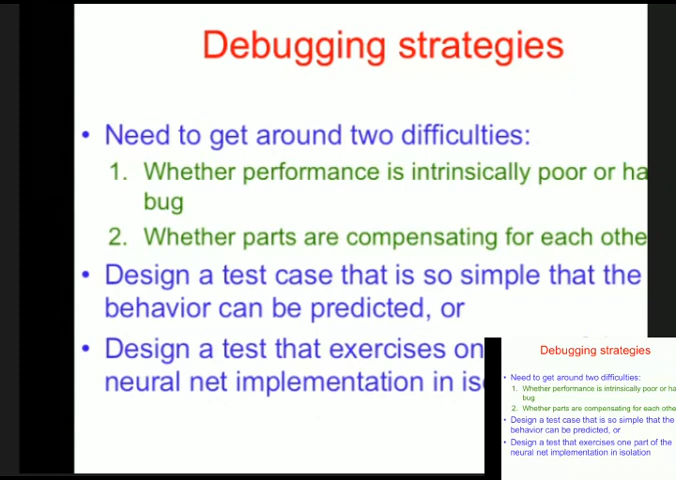 Debugging strategies
• Need to get around two difficulties:
1. Whether performance is intrinsically poor or ha
bug
2. Whether parts are compensating for each othe
• Design a test case that is so simple that the
behavior can be predicted, or
• Design a test that exercises on
neural net implementation in is
Debugging strategies
• Need to get around two difficulties:
1. Whether performance is intrinsically poor or ha
bug
2. Whether parts are compensating for each othe
• Design a test case that is so simple that the
behavior can be predicted, or
• Design a test that exercises one part of the
neural net implementation in isolation